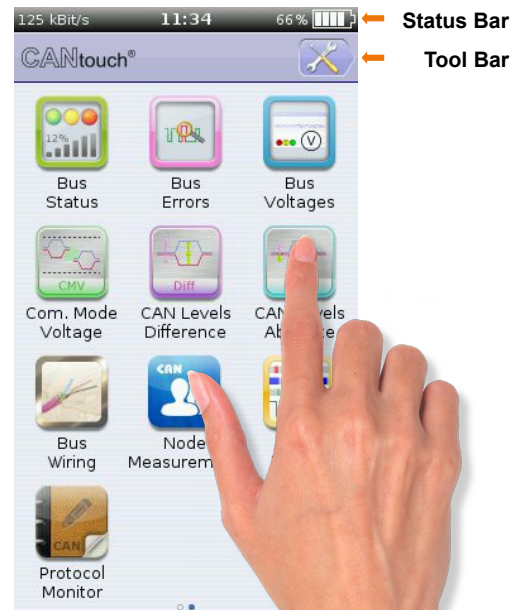 125 kBit/s 11:34 66%
Status Bar
CANtouch®
Tool Bar
12%
V
Bus
Status
Bus
Errors
Bus
Voltages
CMV
Diff
Com. Mode
Voltage
CAN Levels
Difference
CAN
CAN
Bus
Wiring
Node
CAN
Protocol
Monitor